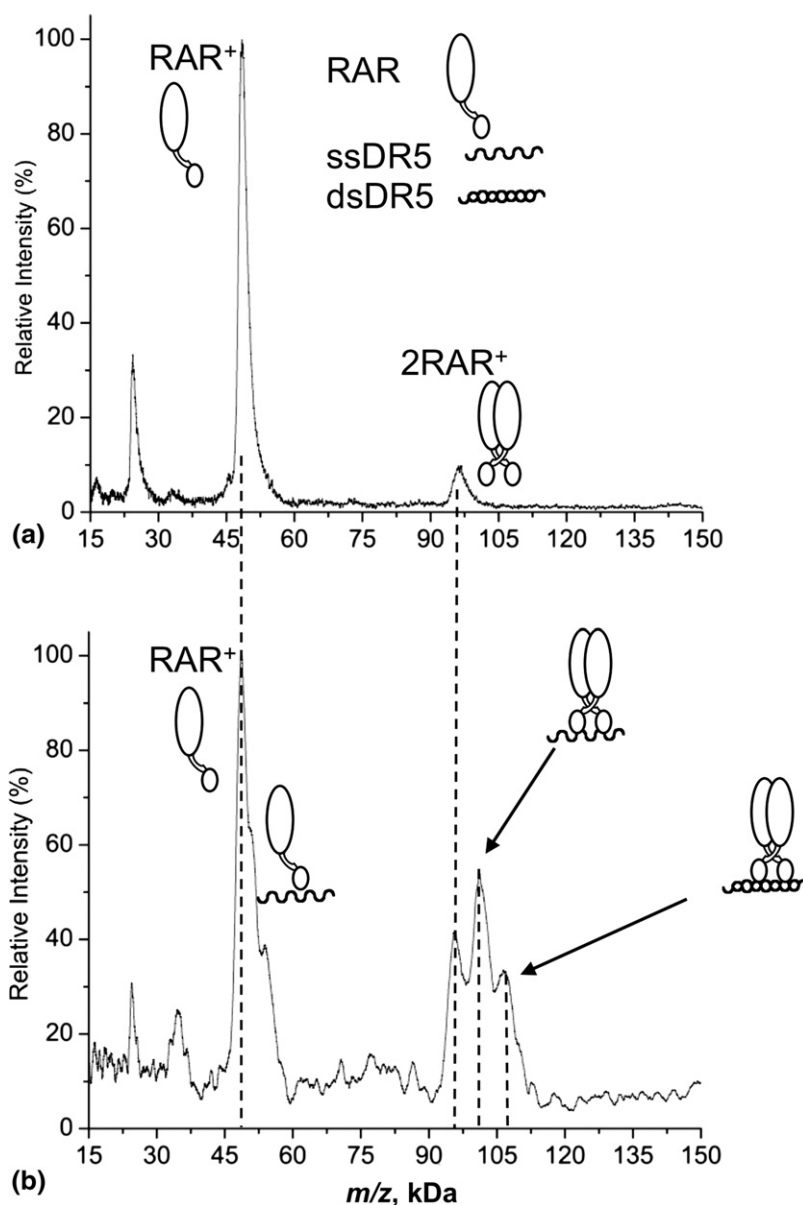 100
80
60
40
20
0
Relative Intensity (%)
RAR+
RAR
ssDR5
dsDR5
2RAR+
15 30 45 60 75 90 105 120 135 150
(a)
100
80
60
40
20
0
Relative Intensity (%)
RAR+
15 30 45 60 75 90 105 120 135 150
(b)
m/z, kDa